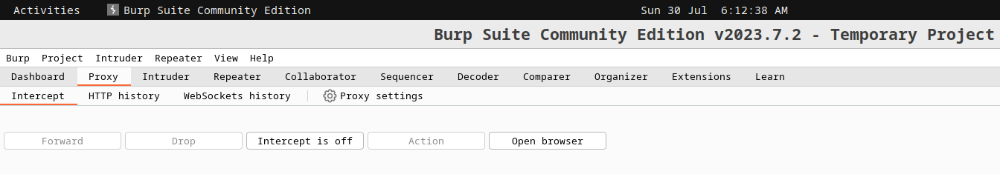 Activities Burp Suite Community Edition Sun 30 Jul 6:12:38 AM
Burp Suite Community Edition v2023.7.2 - Temporary Project
Burp Project Intruder Repeater View Help
Dashboard Proxy Intruder Repeater Collaborator Sequencer Decoder Comparer Organizer Extensions Learn
Intercept HTTP history WebSockets history Proxy settings
Forward Drop Intercept is off Action Open browser